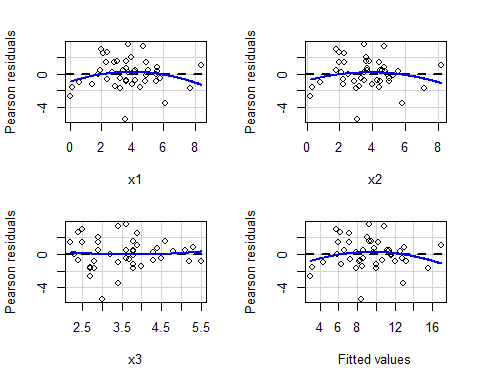 Pearson residuals
0
-4
0 2 4 6 8
x1
Pearson residuals
0
-4
0 2 4 6 8
x2
Pearson residuals
0
-4
2.5 3.5 4.5 5.5
x3
Pearson residuals
0
-4
4 6 8 12 16
Fitted values